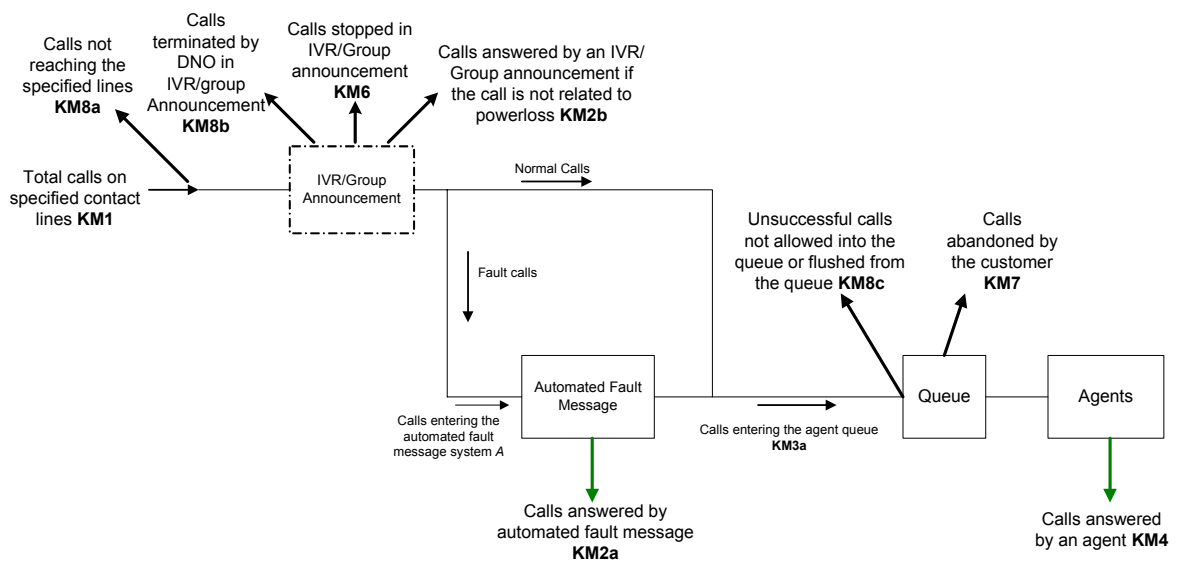 Calls not
reaching the
specified lines
KM8a
Calls
terminated by
DNO in
IVR/group
Announcement
KM8b
Calls stopped in
IVR/Group
announcement
KM6
Calls answered by an IVR/
Group announcement if
the call is not related to
powerloss KM2b
Total calls on
specified contact
lines KM1
IVR/Group
Announcement
Normal Calls
Fault calls
Unsuccessful calls
not allowed into the
queue or flushed from
the queue KM8c
Calls
abandoned by
the customer
KM7
Automated Fault
Message
Queue
Agents
Calls entering the
automated fault
message system A
Calls entering the agent queue
KM3a
Calls answered by
automated fault message
KM2a
Calls answered
by an agent KM4